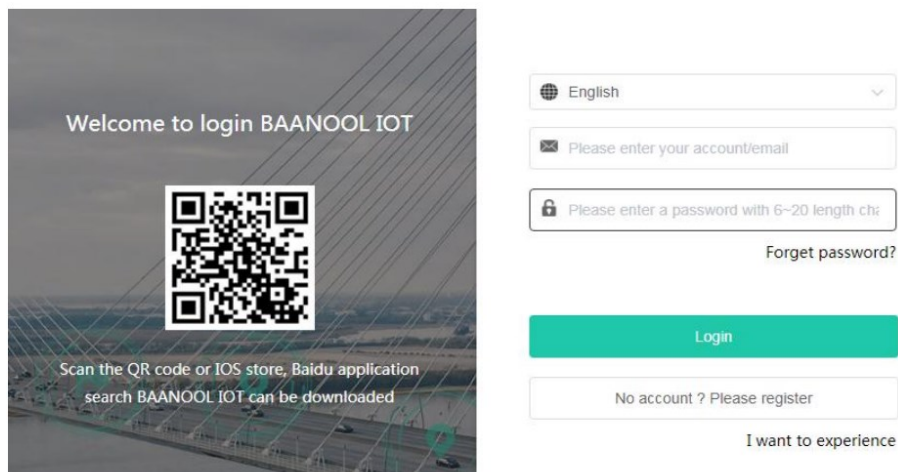 Welcome to login BAANOOL IOT
Scan the QR code or IOS store, Baidu application
search BAANOOL IOT can be downloaded
English
Please enter your account/email
Please enter a password with 6~20 length cha
Forget password?
Login
No account ? Please register
I want to experience